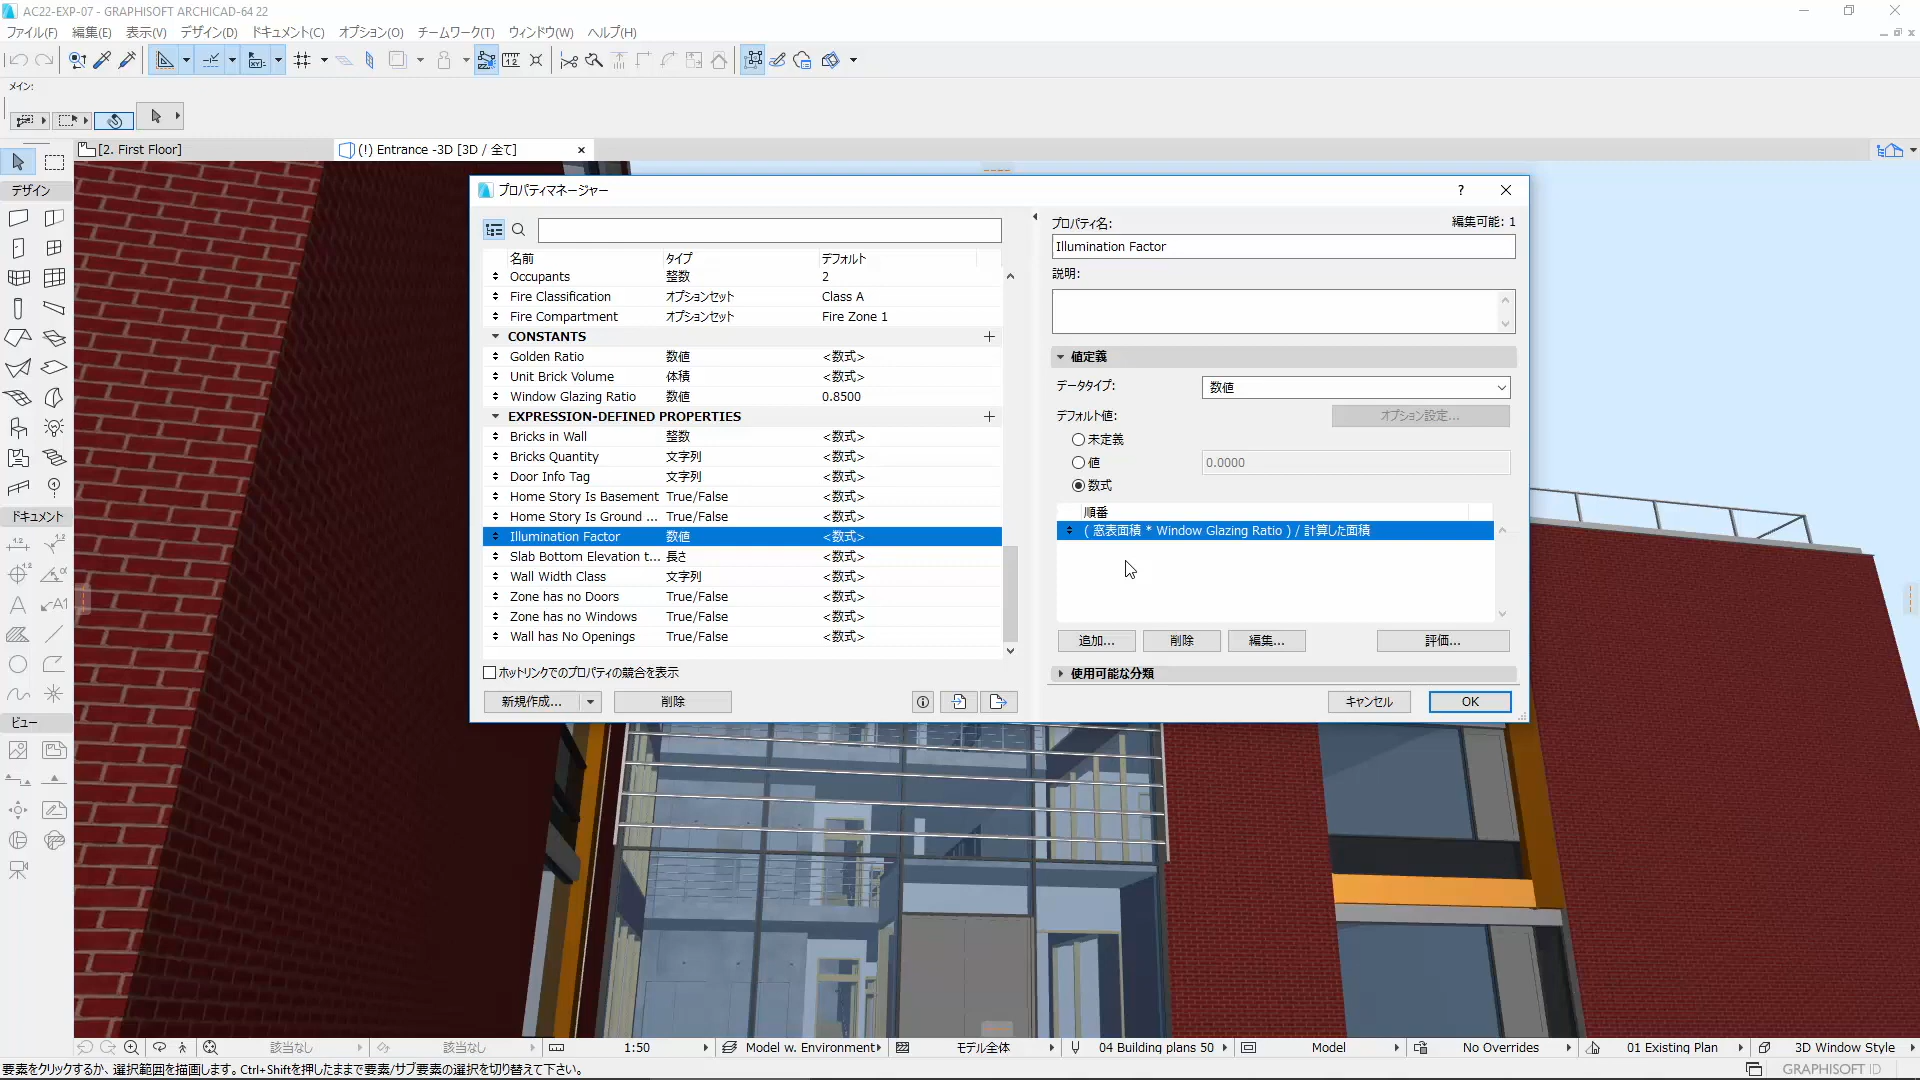 AC22-EXP-07 - GRAPHISOFT ARCHICAD-64 22
ファイル(F) 編集(E) 表示(V) デザイン(D) ドキュメント(C) オプション(O) チームワーク(T) ウィンドウ(W) ヘルプ(H)
メイン:
[2. First Floor]
(!) Entrance -3D [3D / 全て]
デザイン
ドキュメント
ビュー
プロパティマネージャー
名前 タイプ デフォルト
Occupants 整数 2
Fire Classification オプションセット Class A
Fire Compartment オプションセット Fire Zone 1
CONSTANTS
Golden Ratio 数値 <数式>
Unit Brick Volume 体積 <数式>
Window Glazing Ratio 数値 0.8500
EXPRESSION-DEFINED PROPERTIES
Bricks in Wall 整数 <数式>
Bricks Quantity 文字列 <数式>
Door Info Tag 文字列 <数式>
Home Story Is Basement True/False <数式>
Home Story Is Ground ... True/False <数式>
Illumination Factor 数値 <数式>
Slab Bottom Elevation t... 長さ <数式>
Wall Width Class 文字列 <数式>
Zone has no Doors True/False <数式>
Zone has no Windows True/False <数式>
Wall has No Openings True/False <数式>
ホットリンクでのプロパティの競合を表示
新規作成... 削除
プロパティ名: 編集可能: 1
Illumination Factor
説明:
値定義
データタイプ: 数値
デフォルト値: オプション設定...
未定義
値 0.0000
数式
順番
( 窓表面積 * Window Glazing Ratio ) / 計算した面積
追加... 削除 編集... 評価...
使用可能な分類
キャンセル OK
該当なし 該当なし 1:50 Model w. Environment モデル全体 04 Building plans 50 Model No Overrides 01 Existing Plan 3D Window Style
要素をクリックするか、選択範囲を描画します。Ctrl+Shiftを押したままで要素/サブ要素の選択を切り替えて下さい。
GRAPHISOFT ID